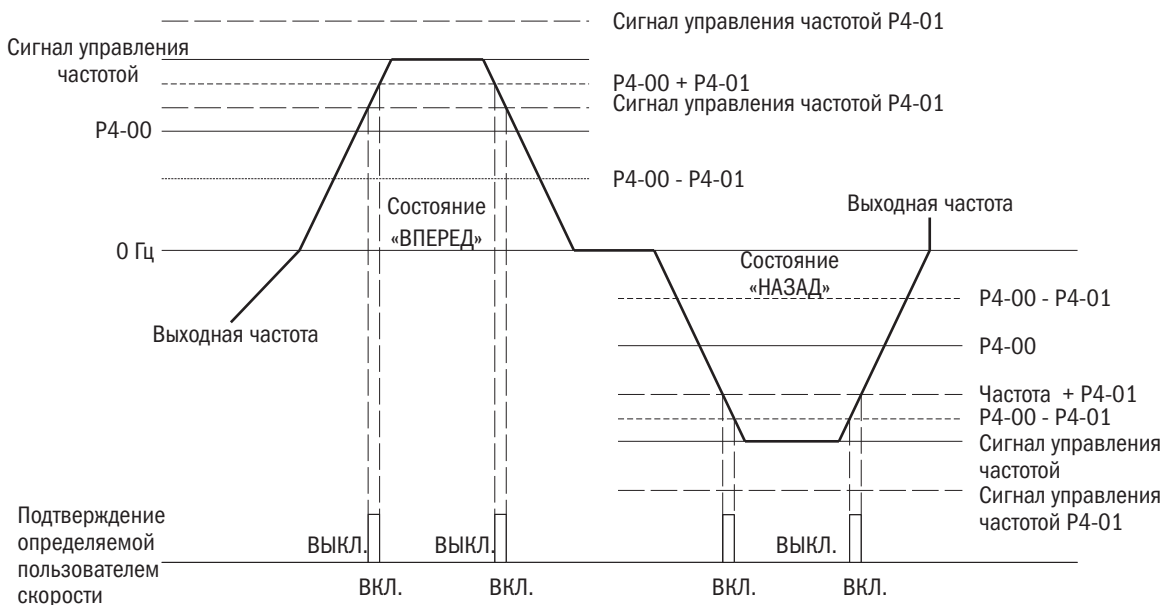 Сигнал управления частотой P4-01
Сигнал управления
частотой
P4-00 + P4-01
Сигнал управления частотой P4-01
P4-00
P4-00 - P4-01
Состояние
«ВПЕРЕД»
Выходная частота
0 Гц
Состояние
«НАЗАД»
P4-00 - P4-01
Выходная частота
P4-00
Частота + P4-01
P4-00 - P4-01
Сигнал управления
частотой
Сигнал управления
частотой P4-01
Подтверждение
определяемой
пользователем
скорости
ВЫКЛ.
ВЫКЛ.
ВЫКЛ.
ВКЛ.
ВКЛ.
ВКЛ.
ВКЛ.